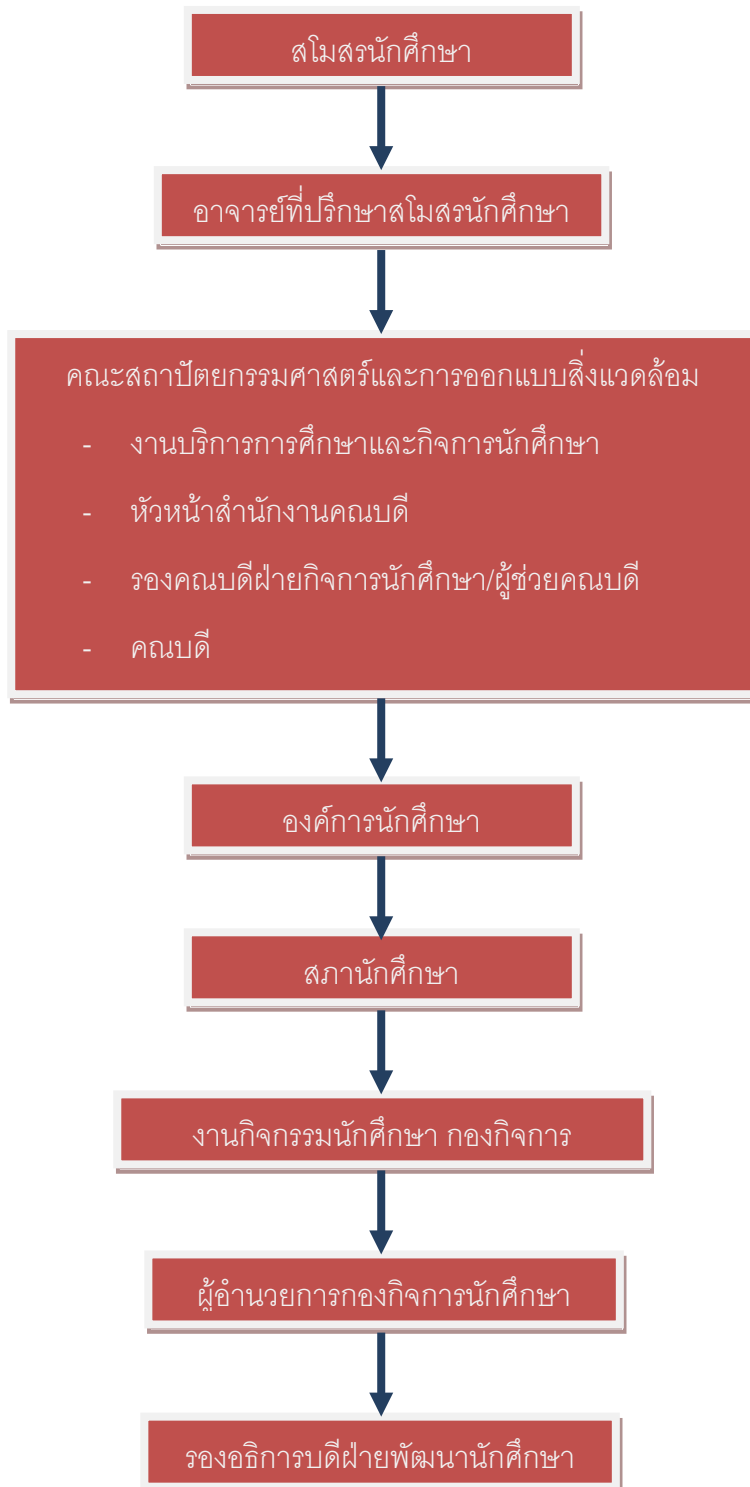 สโมสรนักศึกษา
อาจารย์ที่ปรึกษาสโมสรนักศึกษา
คณะสถาปัตยกรรมศาสตร์และการออกแบบสิ่งแวดล้อม
- งานบริการการศึกษาและกิจการนักศึกษา
- หัวหน้าสำนักงานคณบดี
- รองคณบดีฝ่ายกิจการนักศึกษา/ผู้ช่วยคณบดี
- คณบดี
องค์การนักศึกษา
สภานักศึกษา
งานกิจกรรมนักศึกษา กองกิจการ
ผู้อำนวยการกองกิจการนักศึกษา
รองอธิการบดีฝ่ายพัฒนานักศึกษา